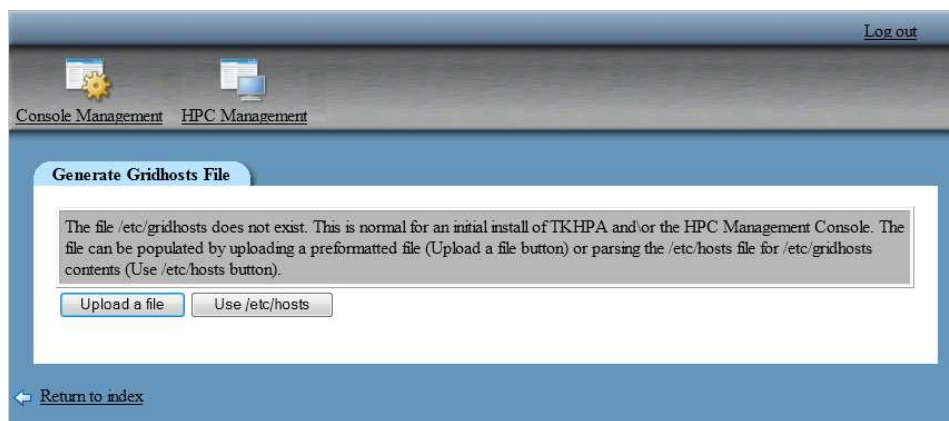 Log out
Console Management HPC Management
Generate Gridhosts File
The file /etc/gridhosts does not exist. This is normal for an initial install of TKHPA and\or the HPC Management Console. The
file can be populated by uploading a preformatted file (Upload a file button) or parsing the /etc/hosts file for /etc/gridhosts
contents (Use /etc/hosts button).
Upload a file Use /etc/hosts
Return to index